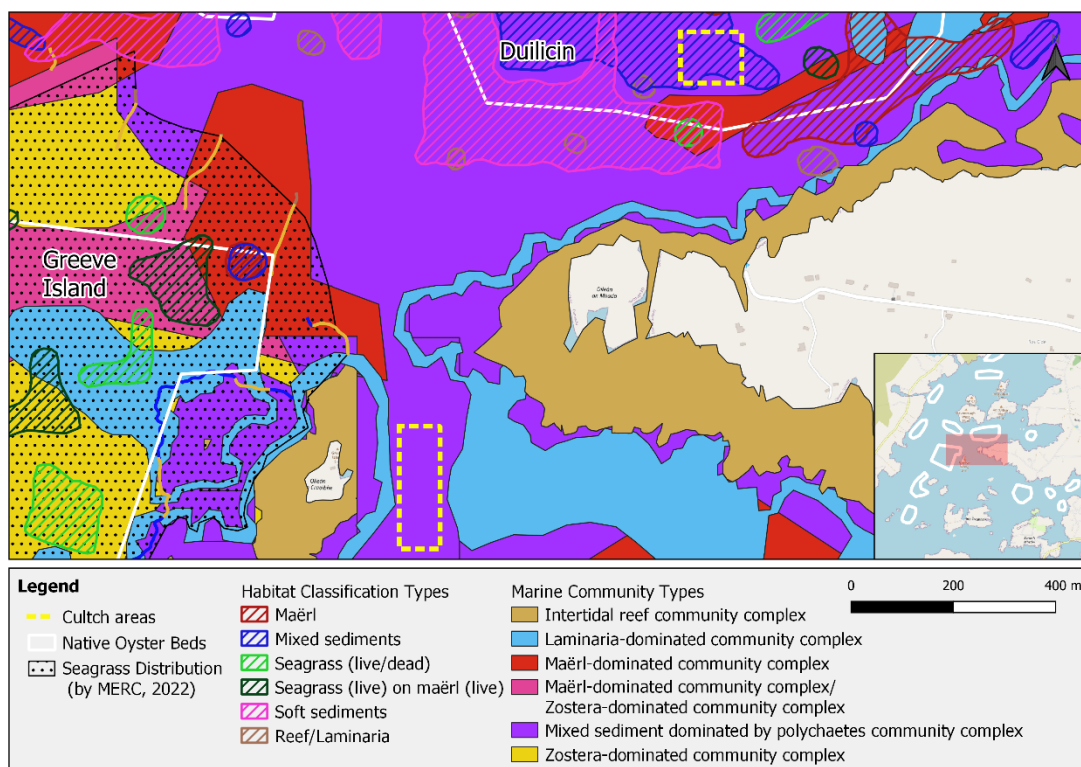 Duilicin
Greeve
Island
Legend
Cultch areas
Native Oyster Beds
Seagrass Distribution
(by MERC, 2022)
Habitat Classification Types
Maërl
Mixed sediments
Seagrass (live/dead)
Seagrass (live) on maërl (live)
Soft sediments
Reef/Laminaria
Marine Community Types
Intertidal reef community complex
Laminaria-dominated community complex
Maërl-dominated community complex
Maërl-dominated community complex/
Zostera-dominated community complex
Mixed sediment dominated by polychaetes community complex
Zostera-dominated community complex
0 200 400 m